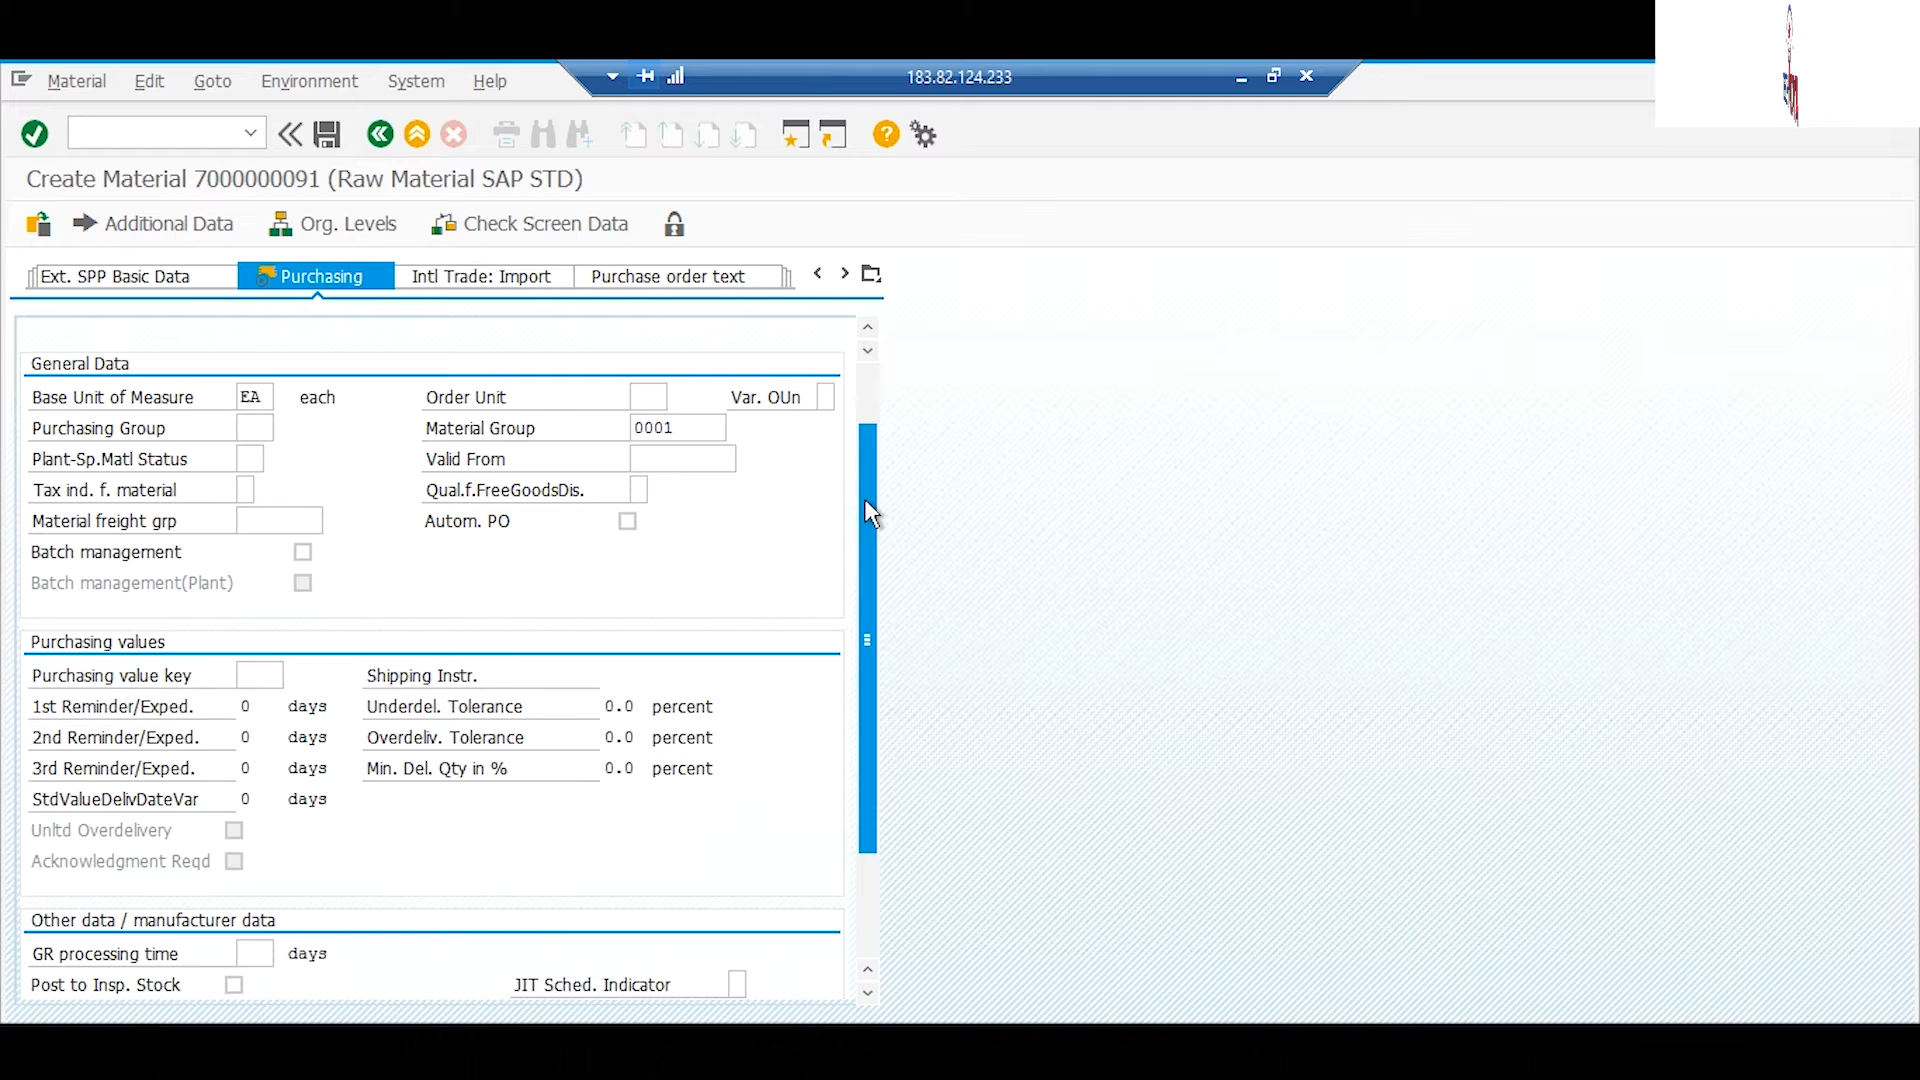 183.82.124.233
Material Edit Goto Environment System Help
Create Material 7000000091 (Raw Material SAP STD)
Additional Data Org. Levels Check Screen Data
Ext. SPP Basic Data Purchasing Intl Trade: Import Purchase order text
General Data
Base Unit of Measure EA each Order Unit Var. OUn
Purchasing Group Material Group 0001
Plant-Sp.Matl Status Valid From
Tax ind. f. material Qual.f.FreeGoodsDis.
Material freight grp Autom. PO
Batch management
Batch management(Plant)
Purchasing values
Purchasing value key Shipping Instr.
1st Reminder/Exped. 0 days Underdel. Tolerance 0.0 percent
2nd Reminder/Exped. 0 days Overdeliv. Tolerance 0.0 percent
3rd Reminder/Exped. 0 days Min. Del. Qty in % 0.0 percent
StdValueDelivDateVar 0 days
Unltd Overdelivery
Acknowledgment Reqd
Other data / manufacturer data
GR processing time days
Post to Insp. Stock JIT Sched. Indicator